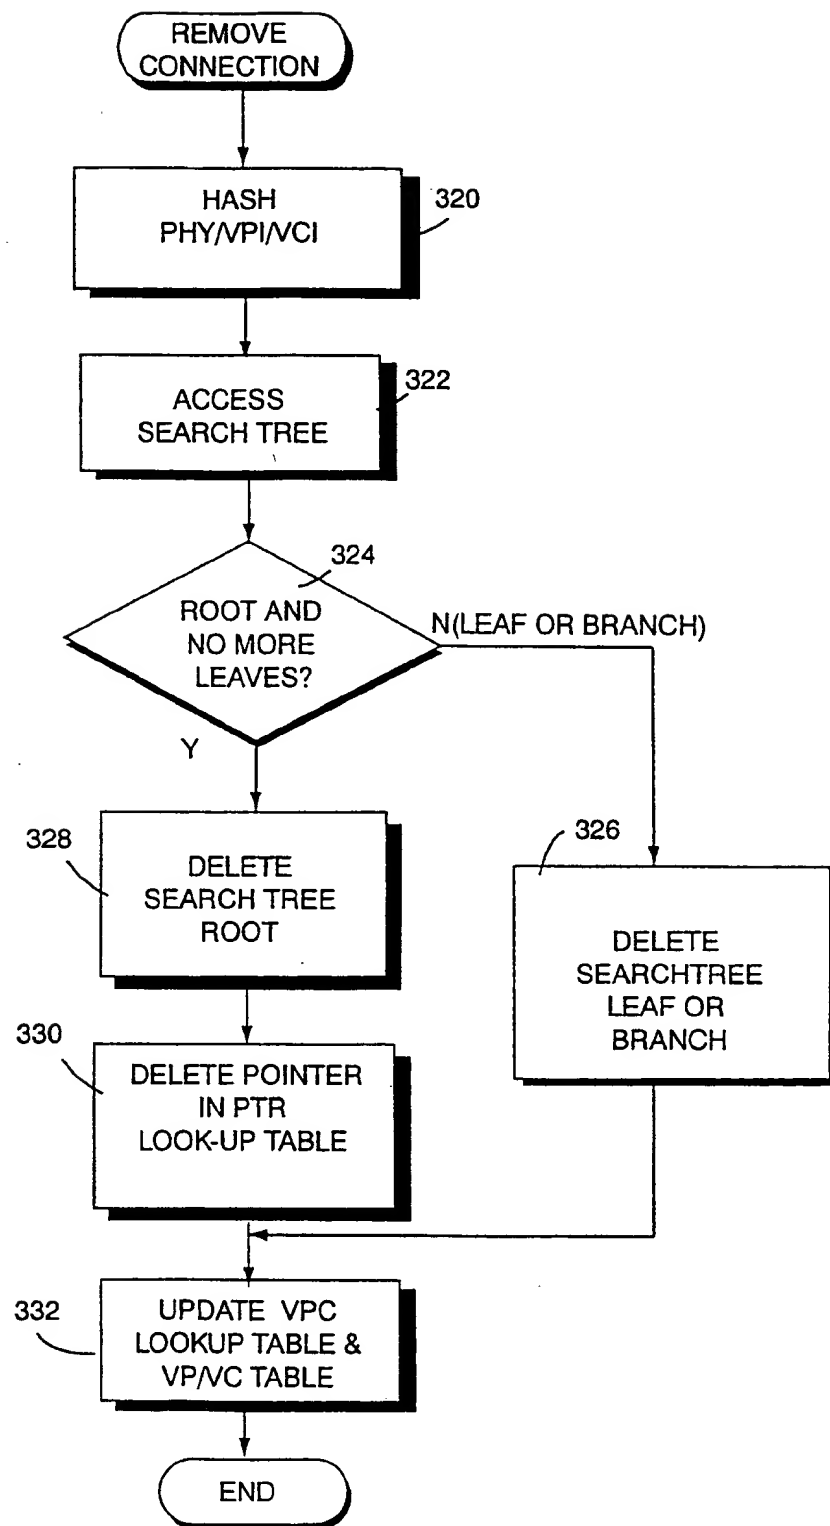 REMOVE
CONNECTION
HASH
PHY/VPI/VCI
320
ACCESS
SEARCH TREE
322
324
ROOT AND
NO MORE
LEAVES?
N(LEAF OR BRANCH)
Y
328
DELETE
SEARCH TREE
ROOT
326
DELETE
SEARCHTREE
LEAF OR
BRANCH
330
DELETE POINTER
IN PTR
LOOK-UP TABLE
332
UPDATE VPC
LOOKUP TABLE &
VP/VC TABLE
END